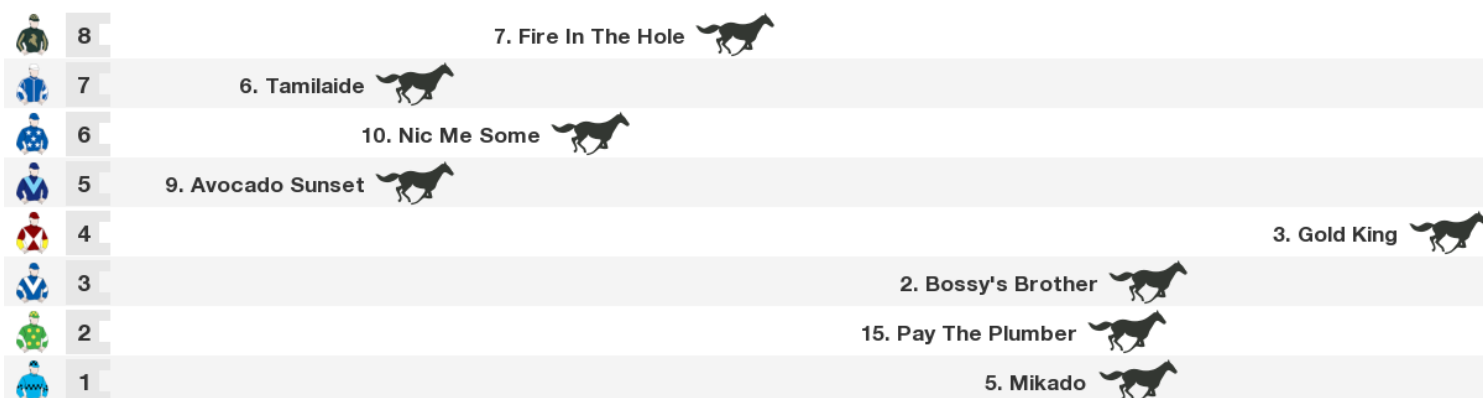 8 7. Fire In The Hole
7 6. Tamilaide
6 10. Nic Me Some
5 9. Avocado Sunset
4 3. Gold King
3 2. Bossy's Brother
2 15. Pay The Plumber
1 5. Mikado